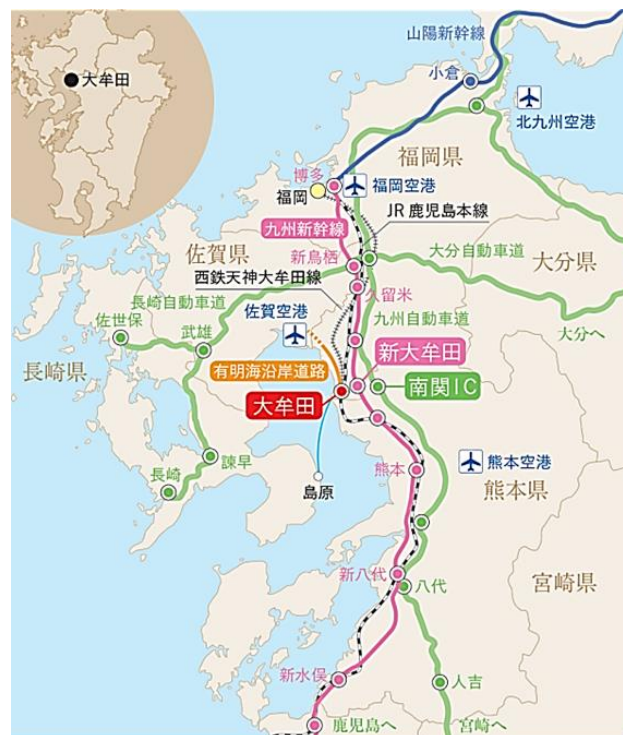 大牟田
山陽新幹線
小倉
北九州空港
福岡県
博多
福岡
福岡空港
JR鹿児島本線
九州新幹線
佐賀県
新鳥栖
大分自動車道
大分県
西鉄天神大牟田線
長崎自動車道
久留米
佐賀空港
九州自動車道
佐世保
武雄
大分へ
新大牟田
有明海沿岸道路
長崎県
大牟田
南関IC
諫早
熊本
熊本空港
長崎
島原
熊本県
新八代
八代
宮崎県
新水俣
人吉
鹿児島へ
宮崎へ